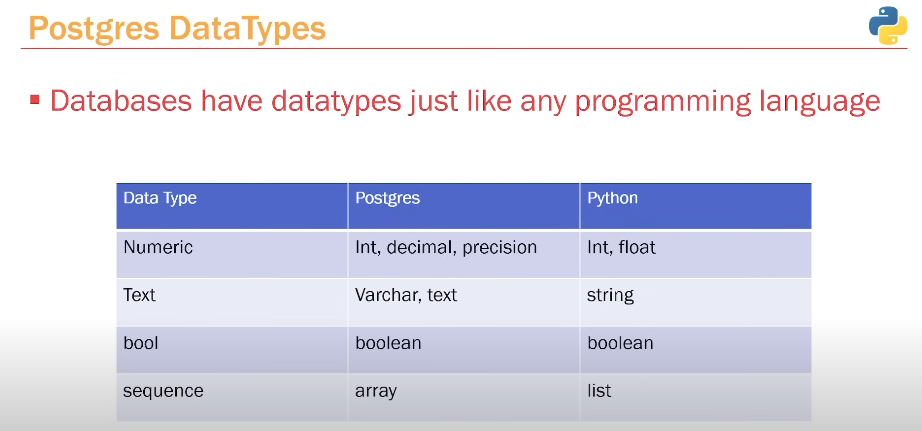 Postgres DataTypes
▪ Databases have datatypes just like any programming language
Data Type Postgres Python
Numeric Int, decimal, precision Int, float
Text Varchar, text string
bool boolean boolean
sequence array list